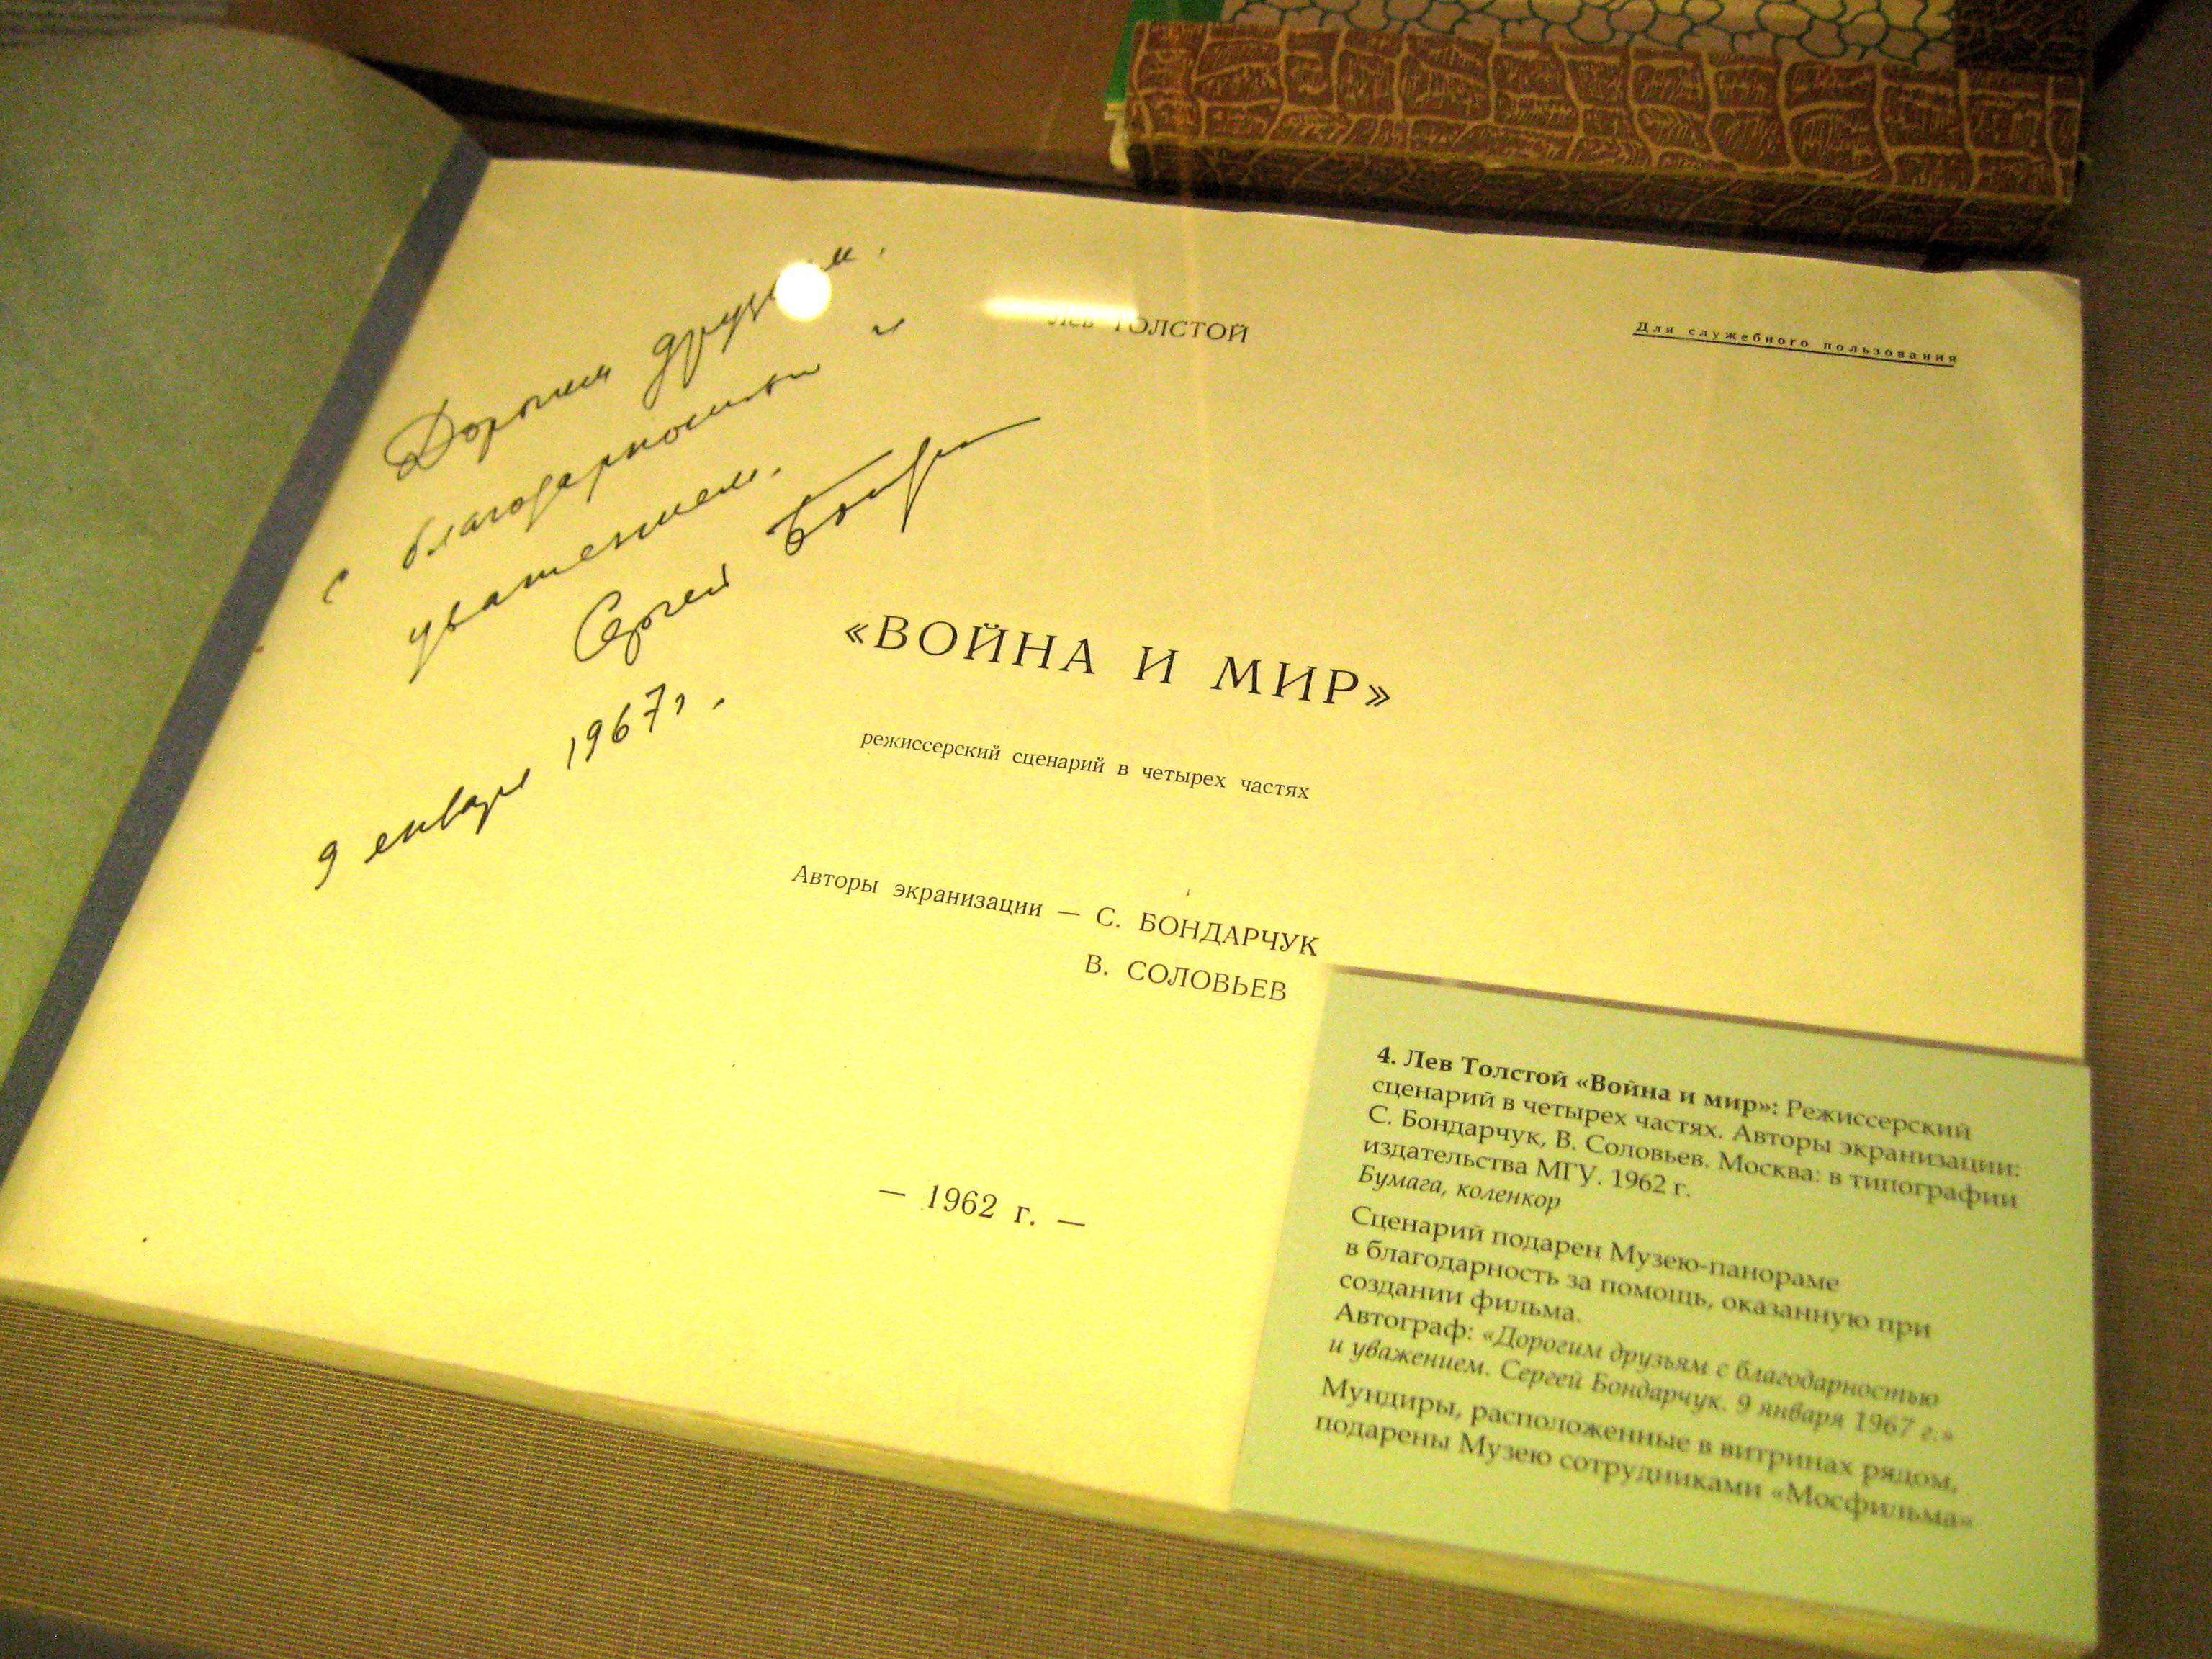 Дорогим друзьям
с благодарностью и
уважением.
Сергей Бондарчук
9 января 1967 г.
Лев ТОЛСТОЙ
Для служебного пользования
«ВОЙНА И МИР»
режиссерский сценарий в четырех частях
Авторы экранизации — С. БОНДАРЧУК
В. СОЛОВЬЕВ
— 1962 г. —
4. Лев Толстой «Война и мир»: Режиссерский
сценарий в четырех частях. Авторы экранизации:
С. Бондарчук, В. Соловьев. Москва: в типографии
издательства МГУ. 1962 г.
Бумага, коленкор
Сценарий подарен Музею-панораме
в благодарность за помощь, оказанную при
создании фильма.
Автограф: «Дорогим друзьям с благодарностью
и уважением. Сергей Бондарчук. 9 января 1967 г.»
Мундиры, расположенные в витринах рядом,
подарены Музею сотрудниками «Мосфильма»